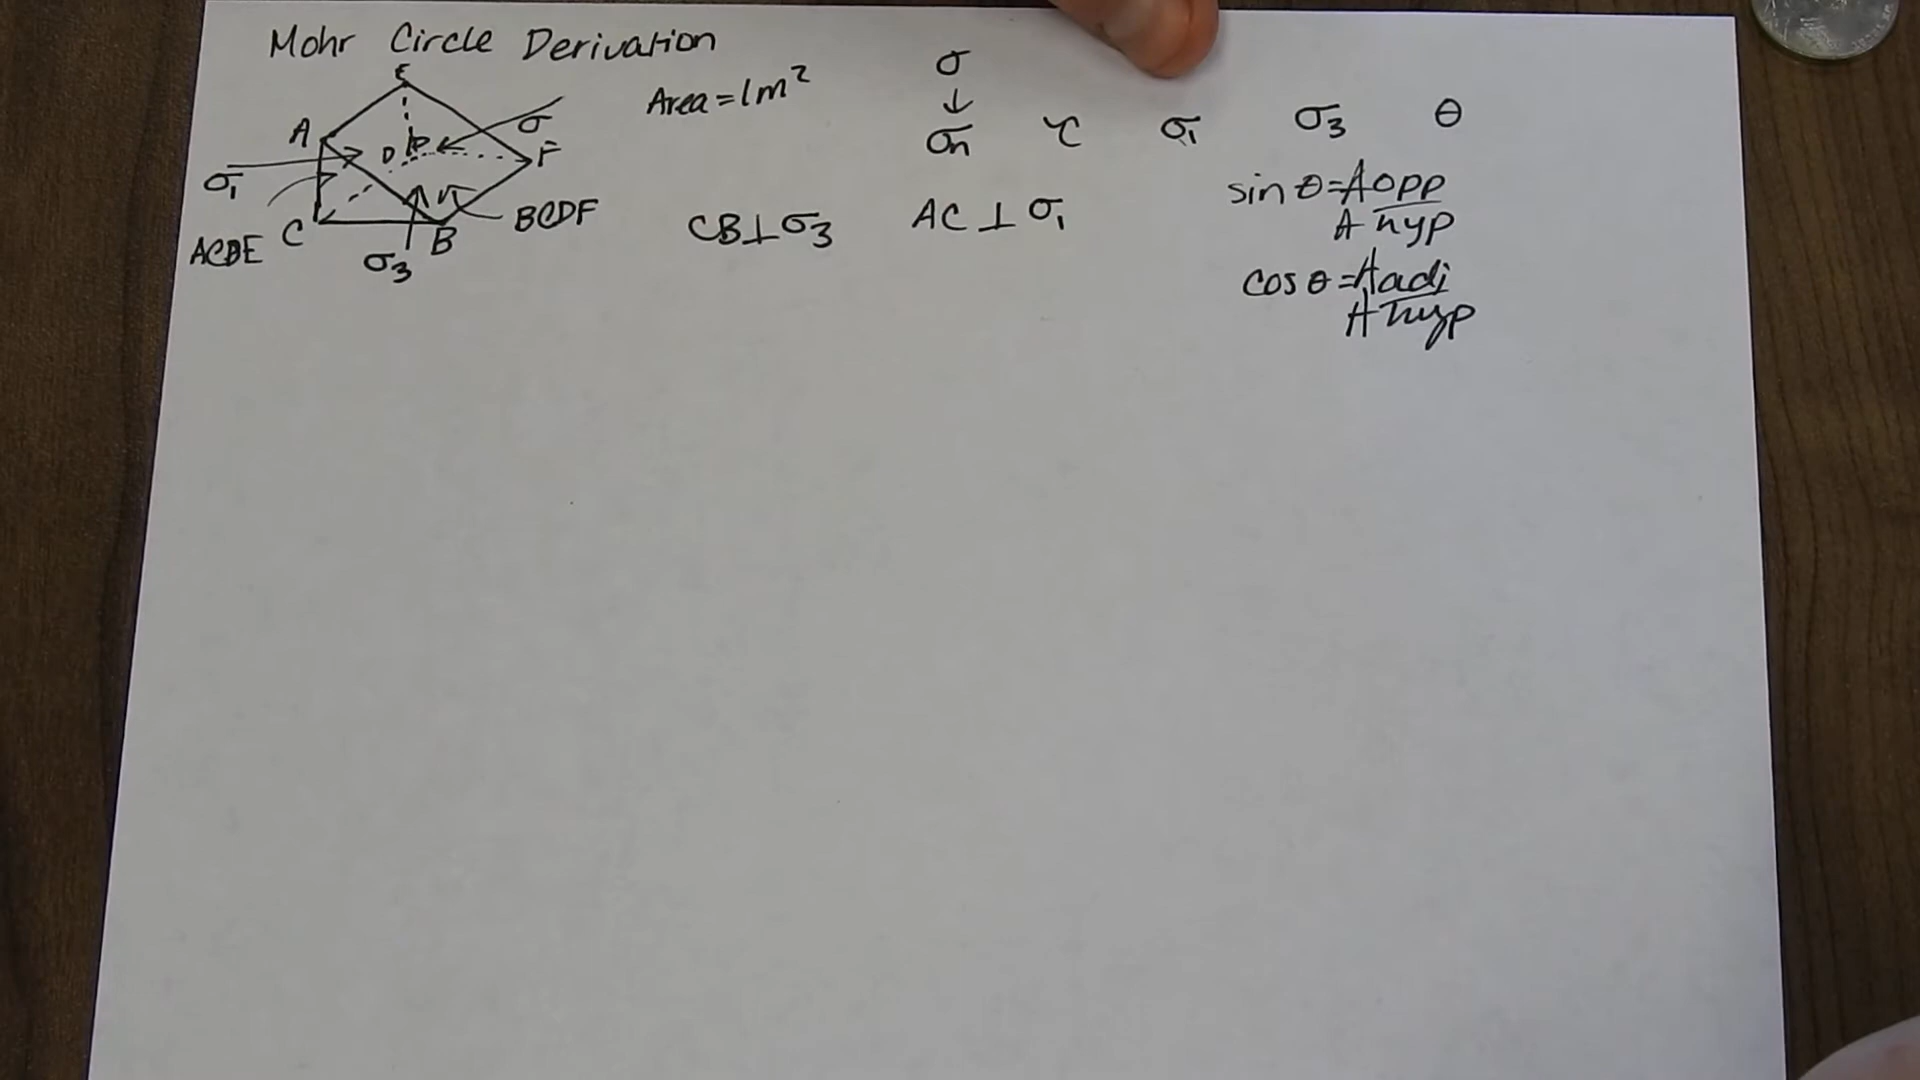 Mohr Circle Derivation
E
A
D
F
σ
σ₁
C
B
ACDE
σ₃
BCDF
Area = 1m²
σ
↓
σn τ σ₁ σ₃ θ
CB⊥σ₃ AC ⊥ σ₁
sin θ = A opp
A hyp
cos θ = A adj
A hyp